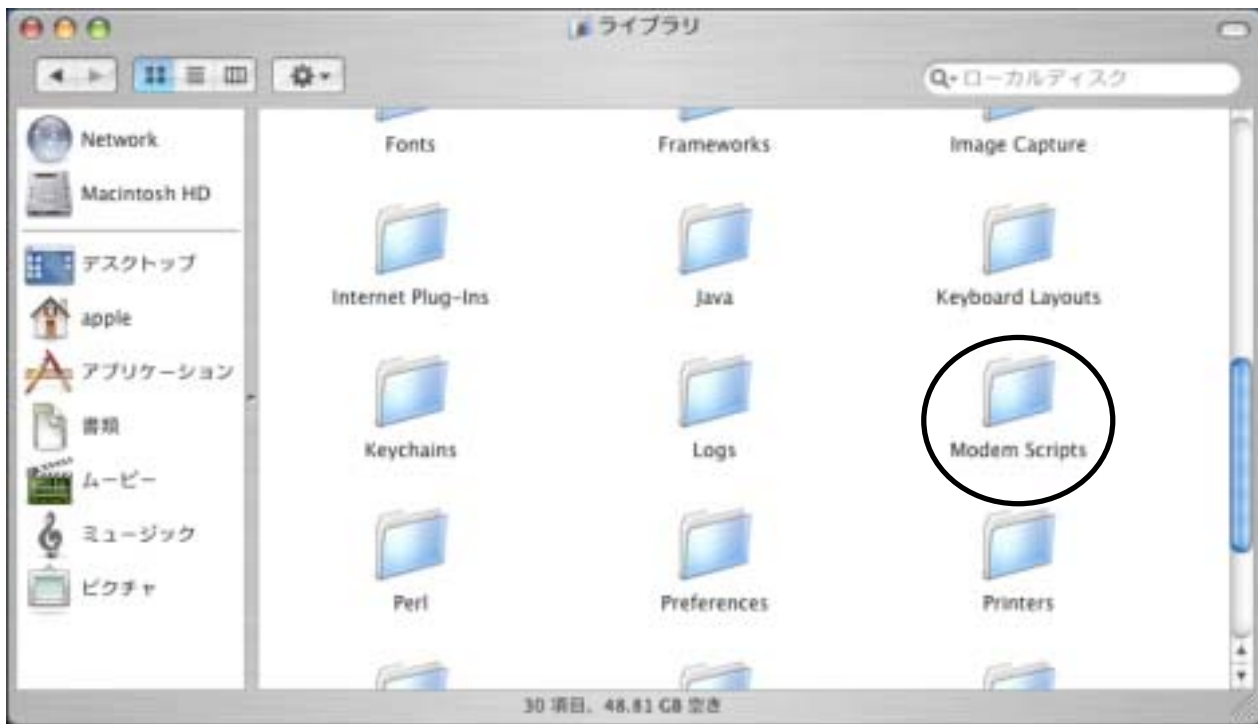 ライブラリ
ローカルディスク
Network
Macintosh HD
デスクトップ
apple
アプリケーション
書類
ムービー
ミュージック
ピクチャ
Fonts
Frameworks
Image Capture
Internet Plug-Ins
Java
Keyboard Layouts
Keychains
Logs
Modem Scripts
Perl
Preferences
Printers
30 項目、48.81 GB 空き